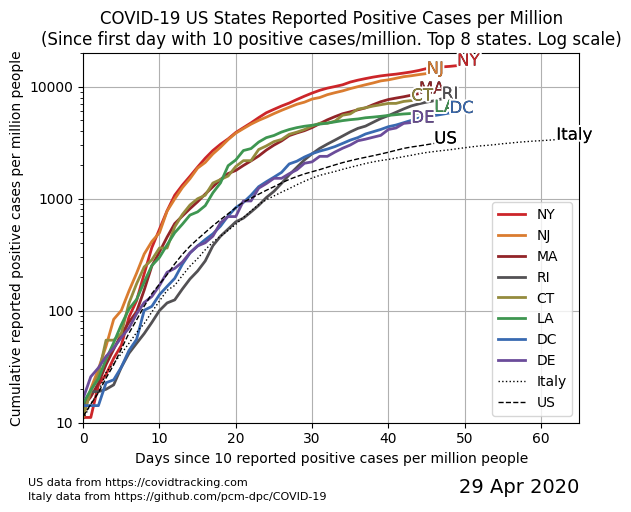 COVID-19 US States Reported Positive Cases per Million
(Since first day with 10 positive cases/million. Top 8 states. Log scale)
Cumulative reported positive cases per million people
10000
1000
100
10
NY
NJ
MA
CT
RI
LA
DC
DE
US
Italy
NY
NJ
MA
RI
CT
LA
DC
DE
Italy
US
0 10 20 30 40 50 60
Days since 10 reported positive cases per million people
US data from https://covidtracking.com
Italy data from https://github.com/pcm-dpc/COVID-19
29 Apr 2020